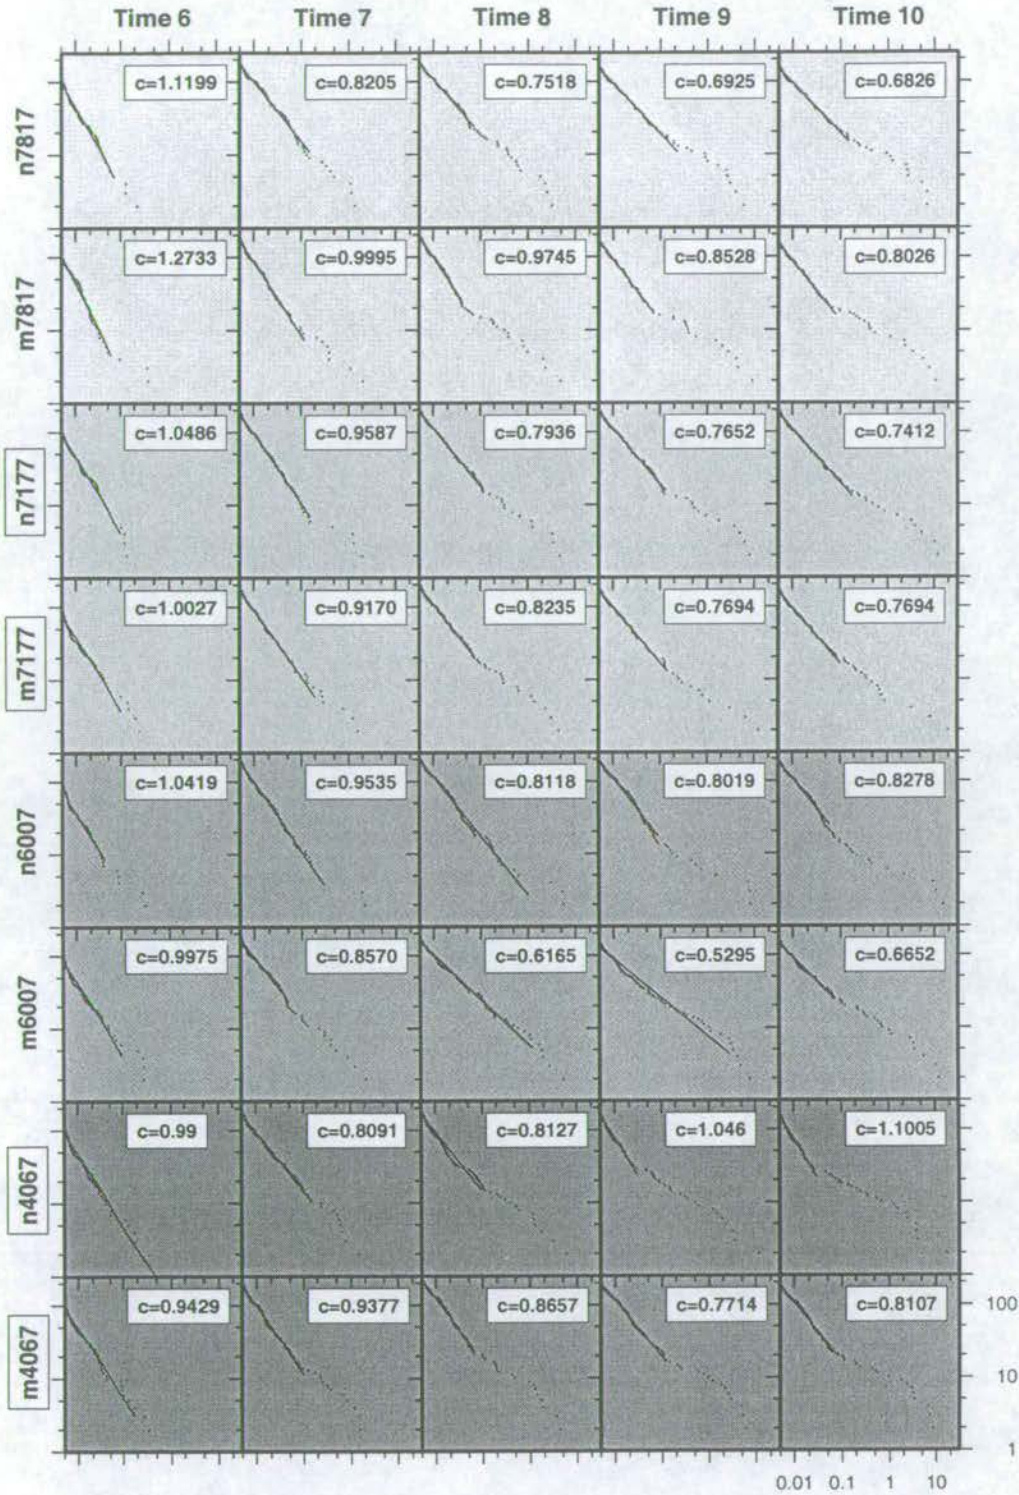 Time 6 Time 7 Time 8 Time 9 Time 10
n7817 c=1.1199 c=0.8205 c=0.7518 c=0.6925 c=0.6826
m7817 c=1.2733 c=0.9995 c=0.9745 c=0.8528 c=0.8026
n7177 c=1.0486 c=0.9587 c=0.7936 c=0.7652 c=0.7412
m7177 c=1.0027 c=0.9170 c=0.8235 c=0.7694 c=0.7694
n6007 c=1.0419 c=0.9535 c=0.8118 c=0.8019 c=0.8278
m6007 c=0.9975 c=0.8570 c=0.6165 c=0.5295 c=0.6652
n4067 c=0.99 c=0.8091 c=0.8127 c=1.046 c=1.1005
m4067 c=0.9429 c=0.9377 c=0.8657 c=0.7714 c=0.8107
100
10
1
0.01 0.1 1 10